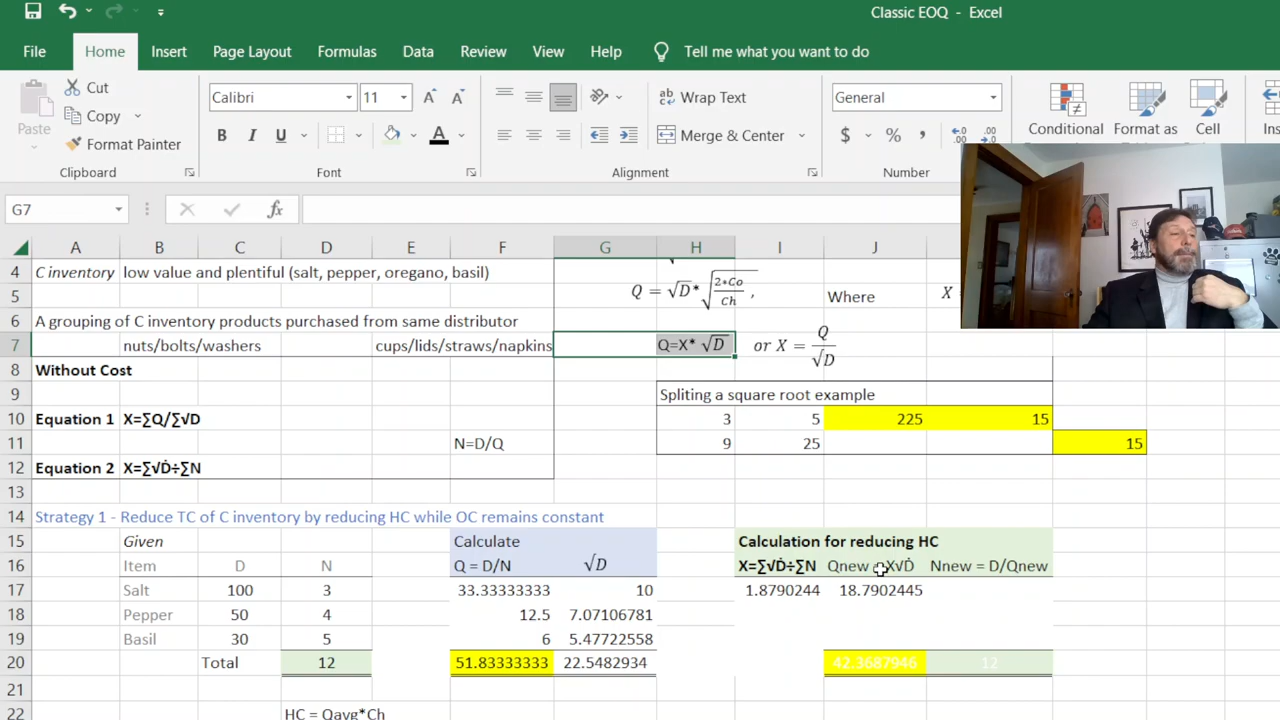 Classic EOQ - Excel
File Home Insert Page Layout Formulas Data Review View Help Tell me what you want to do
Paste Cut Copy Format Painter
Calibri 11 B I U A
Wrap Text Merge & Center
General $ % ,
Conditional Format as Cell Ins
Clipboard Font Alignment Number
G7 fx
A B C D E F G H I J
4 C inventory low value and plentiful (salt, pepper, oregano, basil)
5 Q = √D * √(2*Co/Ch) , Where X
6 A grouping of C inventory products purchased from same distributor
7 nuts/bolts/washers cups/lids/straws/napkins Q=X* √D or X = Q/√D
8 Without Cost
9 Spliting a square root example
10 Equation 1 X=∑Q/∑√D 3 5 225 15
11 N=D/Q 9 25 15
12 Equation 2 X=∑√Ḋ÷∑N
13
14 Strategy 1 - Reduce TC of C inventory by reducing HC while OC remains constant
15 Given Calculate Calculation for reducing HC
16 Item D N Q = D/N √D X=∑√Ḋ÷∑N Qnew X√Ḋ Nnew = D/Qnew
17 Salt 100 3 33.33333333 10 1.8790244 18.7902445
18 Pepper 50 4 12.5 7.07106781
19 Basil 30 5 6 5.47722558
20 Total 12 51.83333333 22.5482934 42.3687946 12
21
22 HC = Qavg*Ch